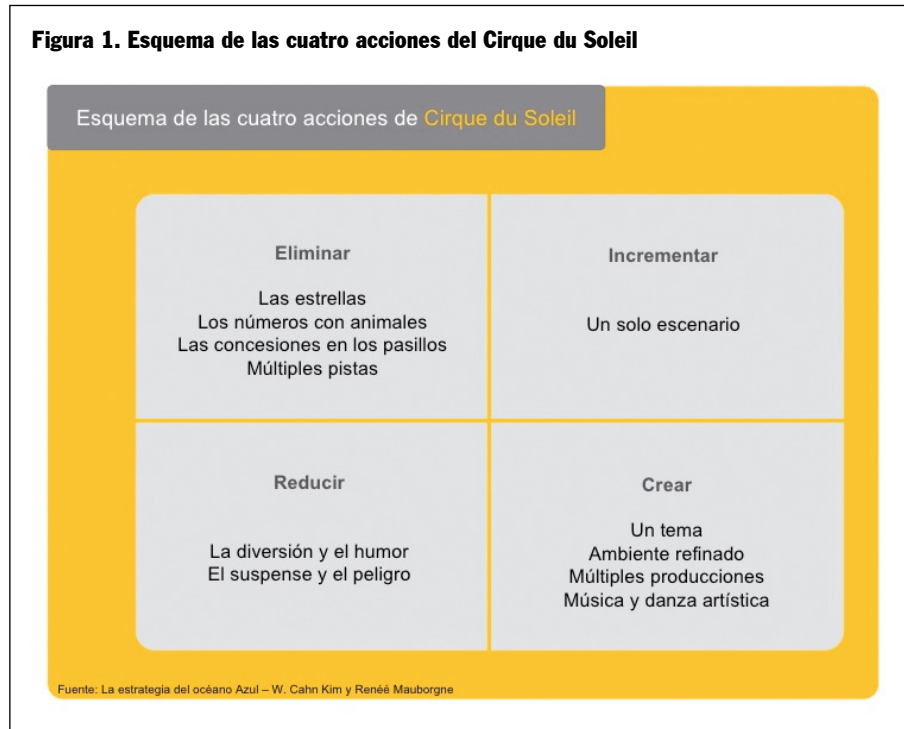 Figura 1. Esquema de las cuatro acciones del Cirque du Soleil
Esquema de las cuatro acciones de Cirque du Soleil
Eliminar
Las estrellas
Los números con animales
Las concesiones en los pasillos
Múltiples pistas
Incrementar
Un solo escenario
Reducir
La diversión y el humor
El suspense y el peligro
Crear
Un tema
Ambiente refinado
Múltiples producciones
Música y danza artística
Fuente: La estrategia del océano Azul – W. Cahn Kim y Renéé Mauborgne